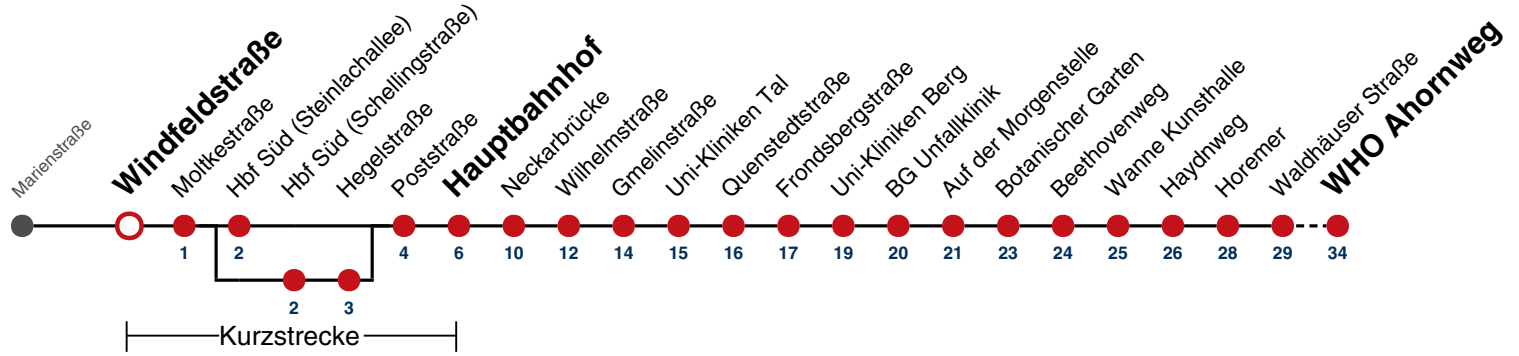 Marienstraße
Windfeldstraße
Moltkestraße
Hbf Süd (Steinlachallee)
Hbf Süd (Schellingstraße)
Hegelstraße
Poststraße
Hauptbahnhof
Neckarbrücke
Wilhelmstraße
Gmelinstraße
Uni-Kliniken Tal
Quenstedtstraße
Frondsbergstraße
Uni-Kliniken Berg
BG Unfallklinik
Auf der Morgenstelle
Botanischer Garten
Beethovenweg
Wanne Kunsthalle
Haydnweg
Horemer
Waldhäuser Straße
WHO Ahornweg
1 2 4 6 10 12 14 15 16 17 19 20 21 23 24 25 26 28 29 34
2 3
Kurzstrecke